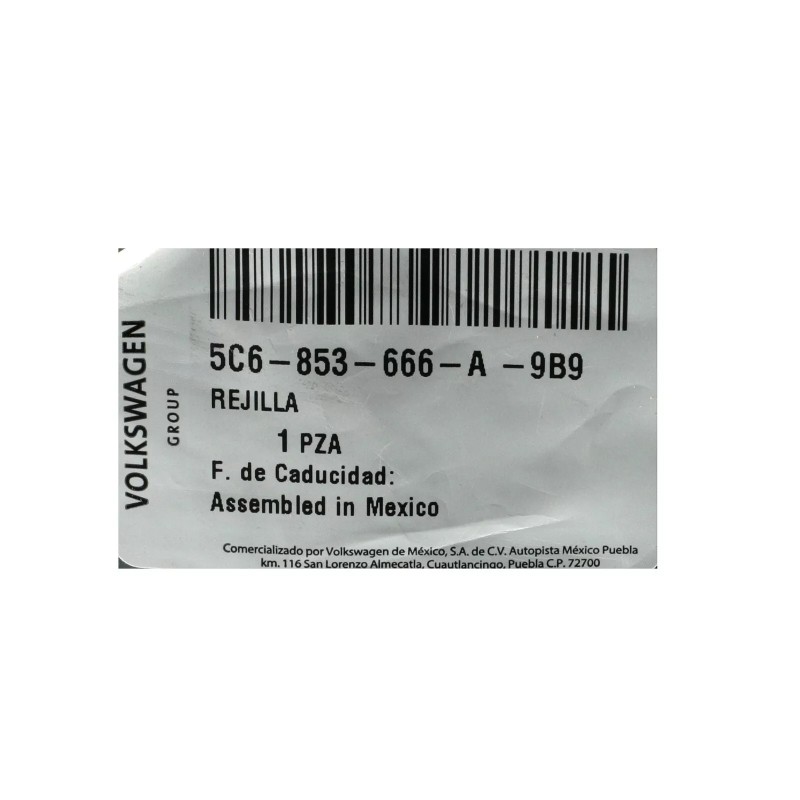 VOLKSWAGEN
GROUP
5C6-853-666-A -9B9
REJILLA
1 PZA
F. de Caducidad:
Assembled in Mexico
Comercializado por Volkswagen de México, S.A. de C.V. Autopista México Puebla
km. 116 San Lorenzo Almecatla, Cuautlancingo, Puebla C.P. 72700